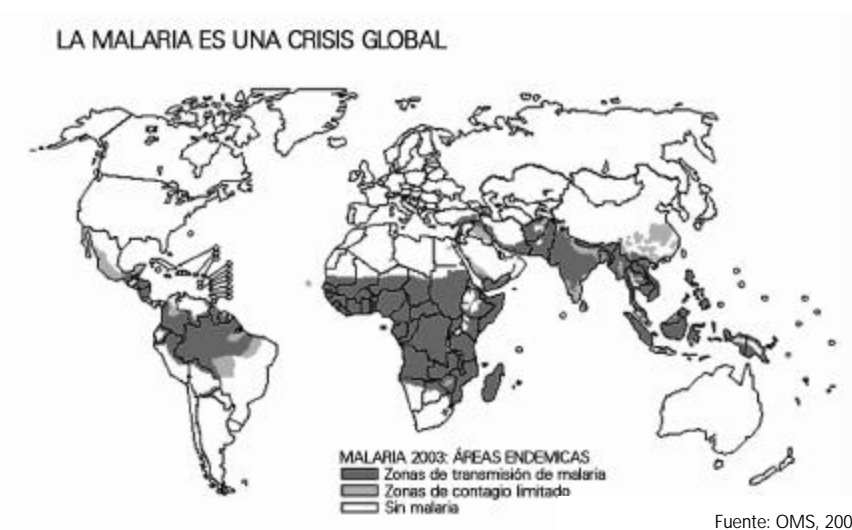 LA MALARIA ES UNA CRISIS GLOBAL
MALARIA 2003: ÁREAS ENDEMICAS
Zonas de transmisión de malaria
Zonas de contagio limitado
Sin malaria
Fuente: OMS, 200